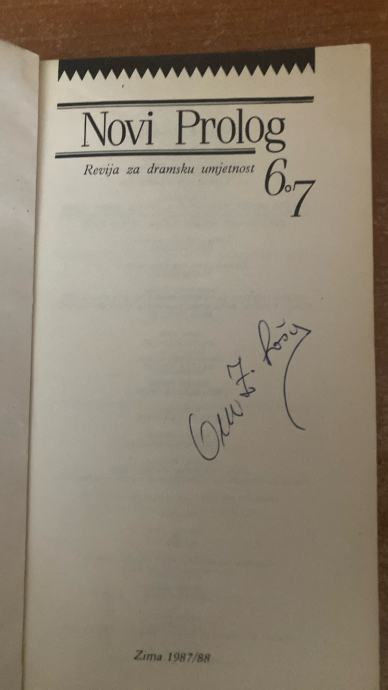 Novi Prolog
Revija za dramsku umjetnost
6.7
Zima 1987/88